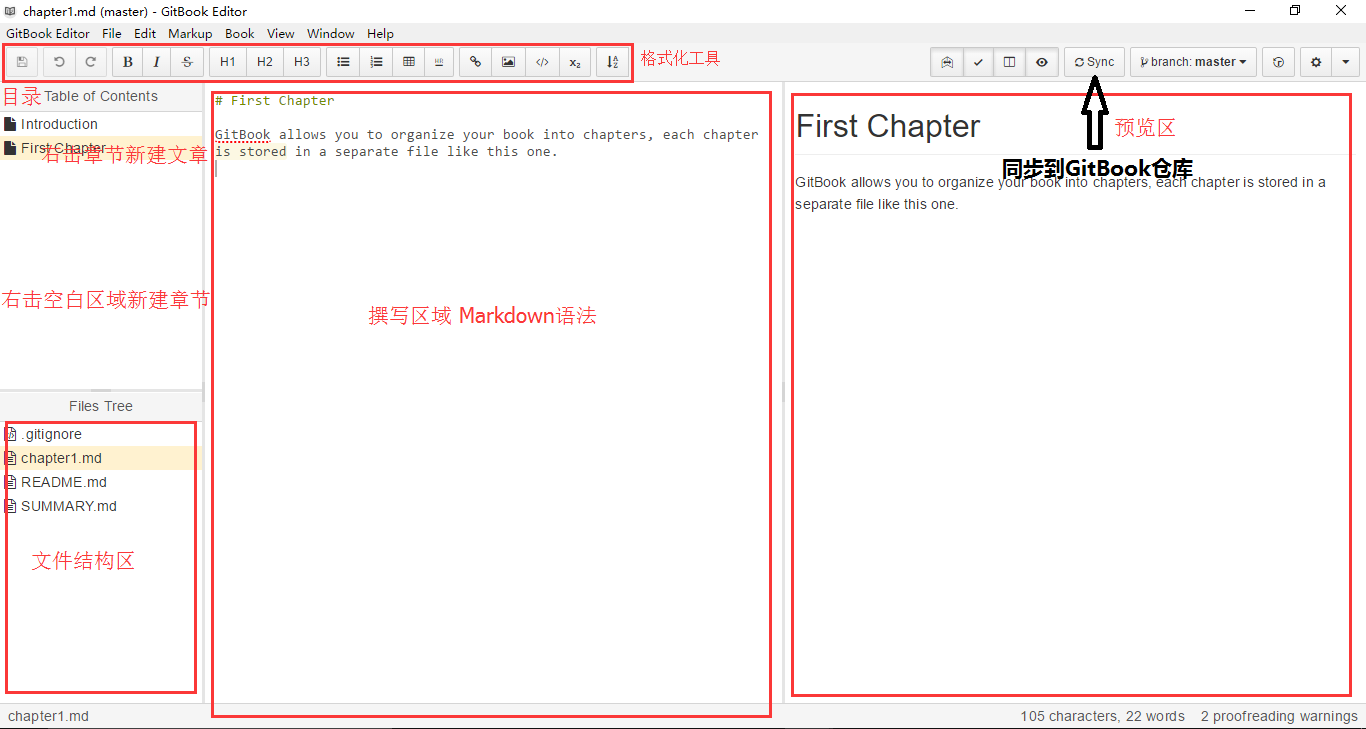 chapter1.md (master) - GitBook Editor
GitBook Editor File Edit Markup Book View Window Help
B I S H1 H2 H3 </> x₂ 格式化工具 Sync branch: master
目录 Table of Contents
Introduction
First Chapter
右击章节新建文章
右击空白区域新建章节
Files Tree
.gitignore
chapter1.md
README.md
SUMMARY.md
文件结构区
# First Chapter
GitBook allows you to organize your book into chapters, each chapter
is stored in a separate file like this one.
撰写区域 Markdown语法
First Chapter
预览区
同步到GitBook仓库
GitBook allows you to organize your book into chapters, each chapter is stored in a
separate file like this one.
chapter1.md
105 characters, 22 words 2 proofreading warnings